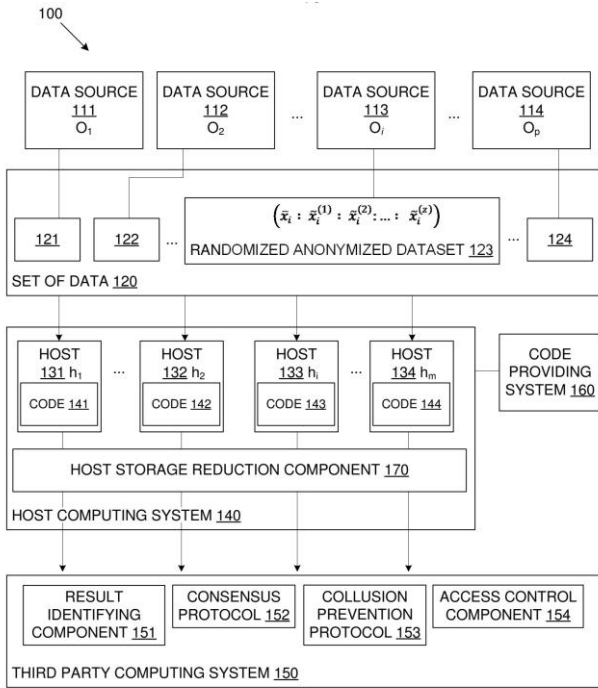 100
DATA SOURCE
111
O₁
DATA SOURCE
112
O₂
...
DATA SOURCE
113
Oᵢ
...
DATA SOURCE
114
Oₚ
121
122
...
(x̃ᵢ : x̃ᵢ⁽¹⁾ : x̃ᵢ⁽²⁾: ... : x̃ᵢ⁽ᶻ⁾)
RANDOMIZED ANONYMIZED DATASET 123
...
124
SET OF DATA 120
HOST
131 h₁
CODE 141
...
HOST
132 h₂
CODE 142
HOST
133 hᵢ
CODE 143
...
HOST
134 hₘ
CODE 144
CODE
PROVIDING
SYSTEM 160
HOST STORAGE REDUCTION COMPONENT 170
HOST COMPUTING SYSTEM 140
RESULT
IDENTIFYING
COMPONENT 151
CONSENSUS
PROTOCOL 152
COLLUSION
PREVENTION
PROTOCOL 153
ACCESS CONTROL
COMPONENT 154
THIRD PARTY COMPUTING SYSTEM 150